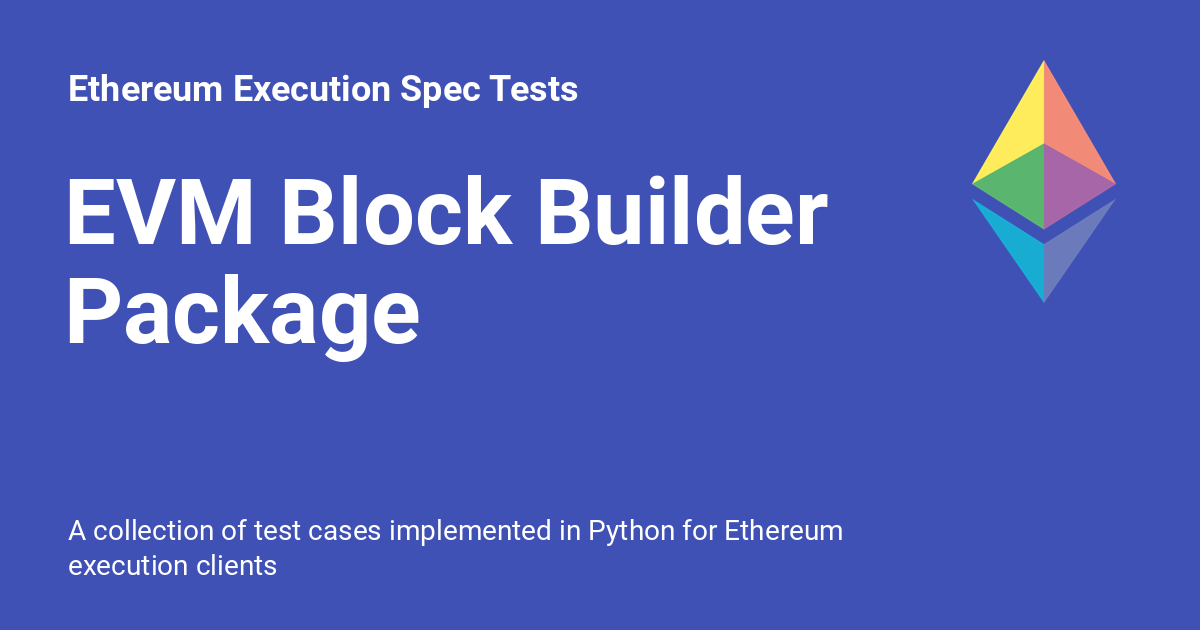 Ethereum Execution Spec Tests
EVM Block Builder
Package
A collection of test cases implemented in Python for Ethereum
execution clients